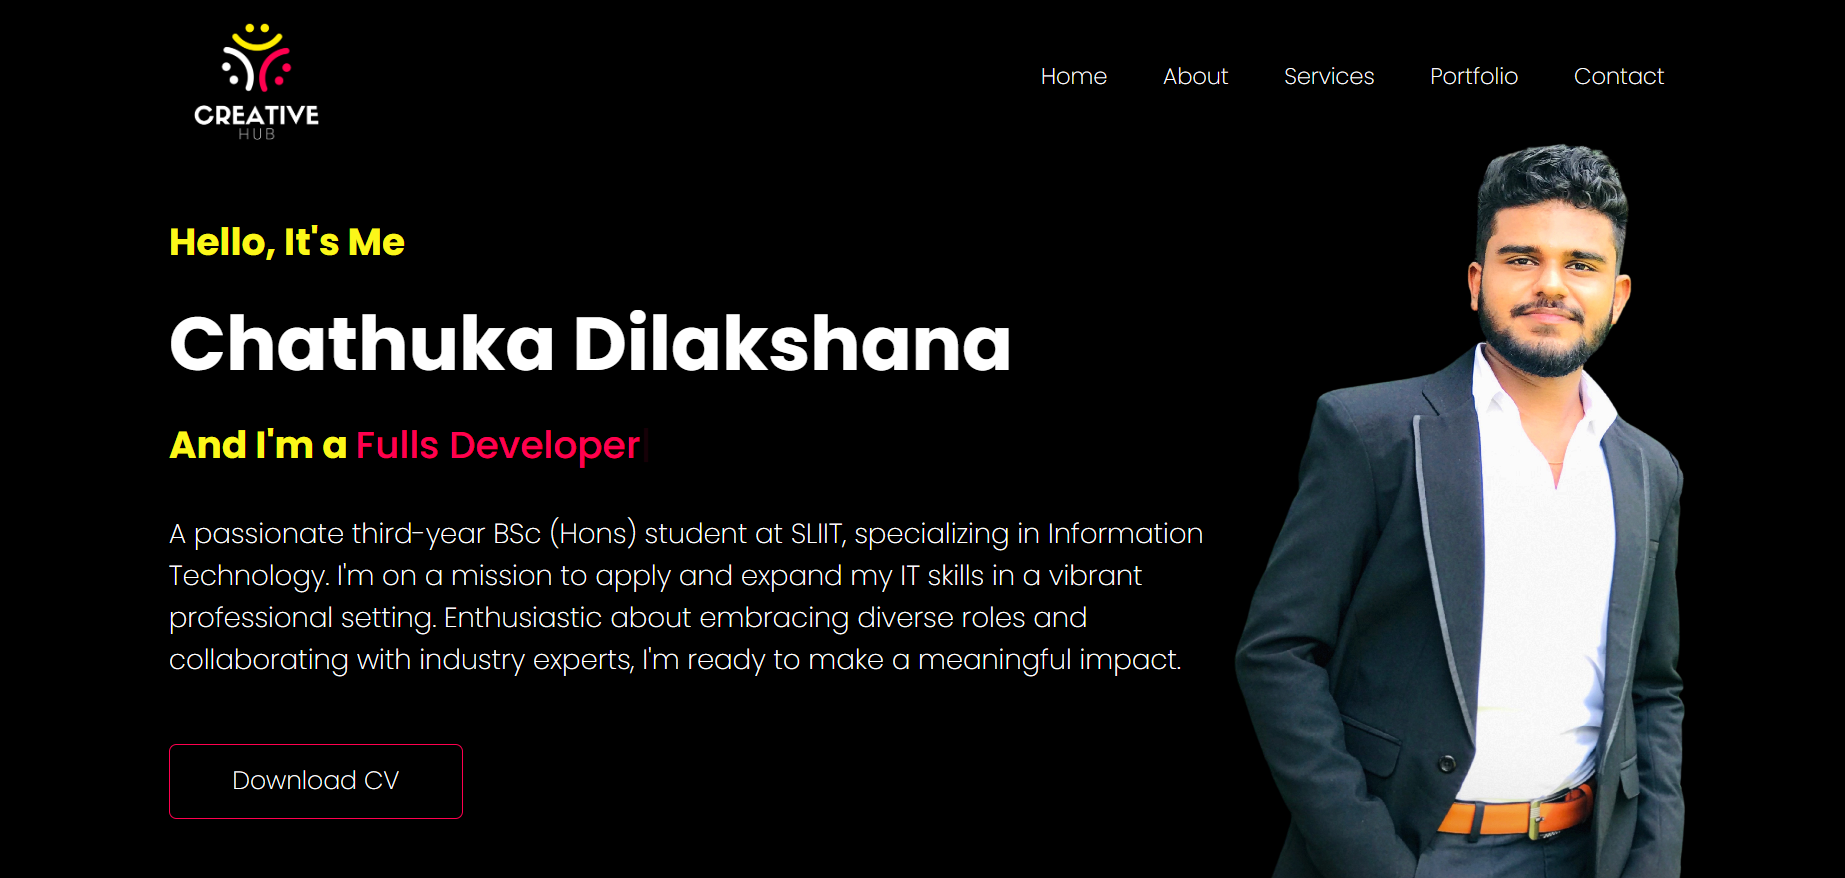 CREATIVE
HUB
Home About Services Portfolio Contact
Hello, It's Me
Chathuka Dilakshana
And I'm a Fulls Developer
A passionate third-year BSc (Hons) student at SLIIT, specializing in Information
Technology. I'm on a mission to apply and expand my IT skills in a vibrant
professional setting. Enthusiastic about embracing diverse roles and
collaborating with industry experts, I'm ready to make a meaningful impact.
Download CV